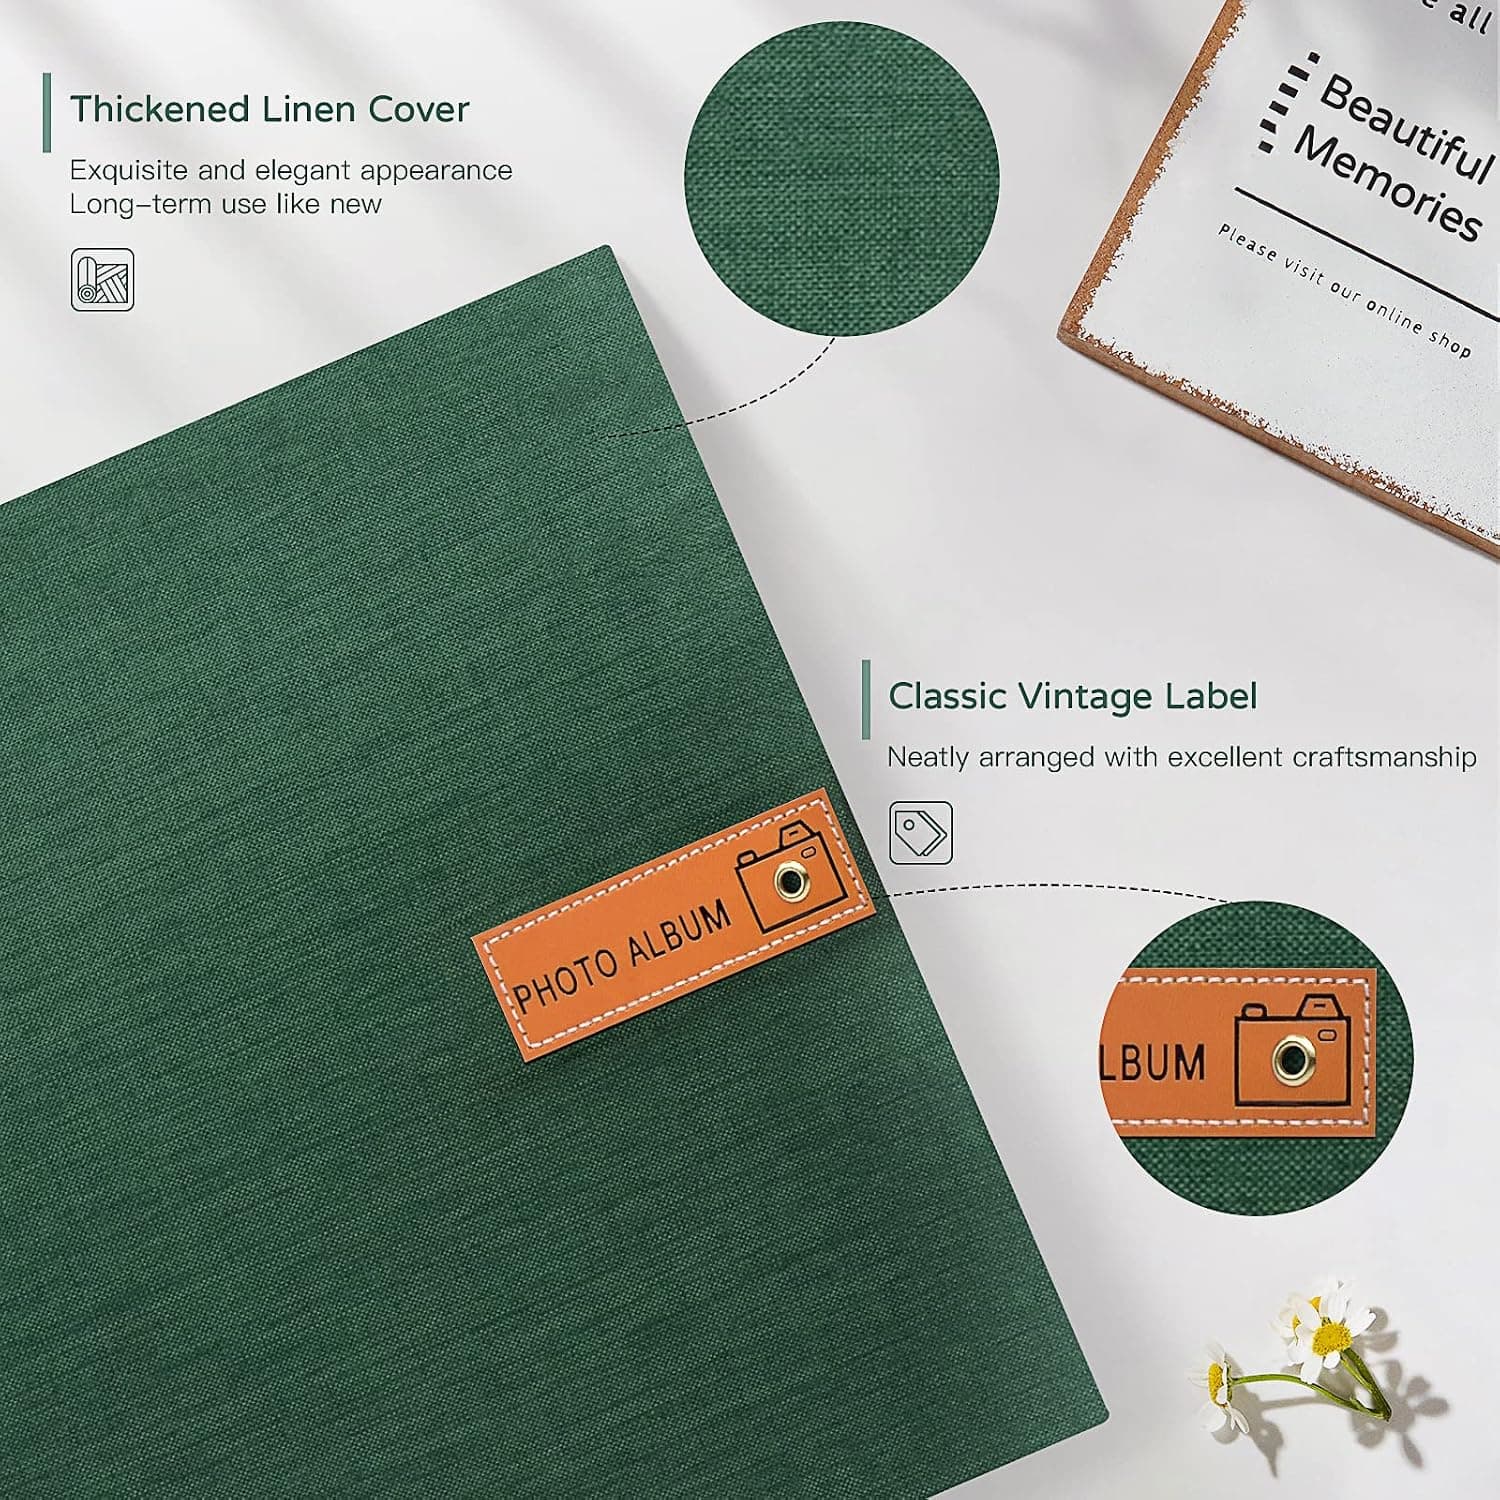 Thickened Linen Cover
Exquisite and elegant appearance
Long-term use like new
e all
Beautiful
Memories
Please visit our online shop
Classic Vintage Label
Neatly arranged with excellent craftsmanship
PHOTO ALBUM
LBUM